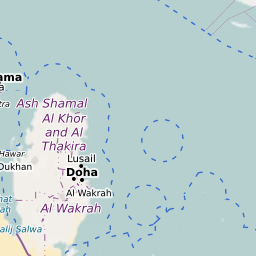 ama
Ash Shamal
Al Khor
and Al
Thakira
Hawar
Dukhan
Lusail
Doha
Al Wakrah
Al Wakrah
alij Salwa